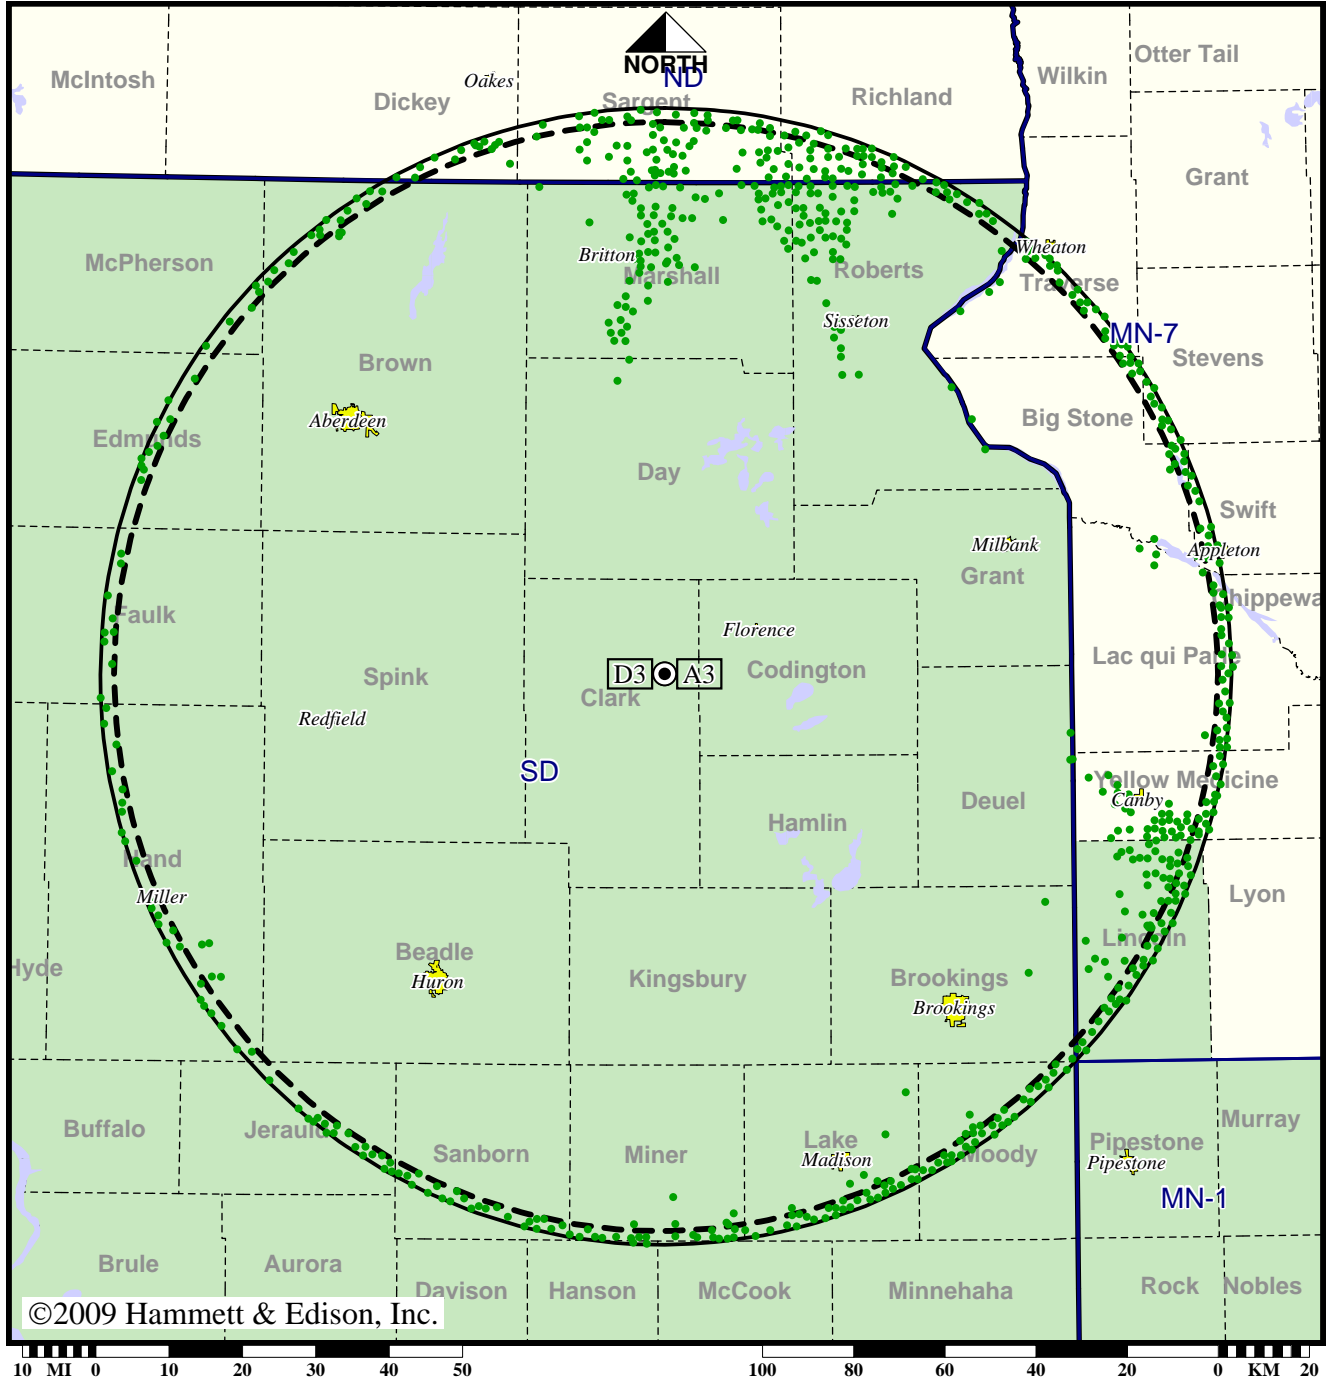 McIntosh
Oakes
Dickey
NORTH
ND
Sargent
Richland
Wilkin
Otter Tail
Grant
McPherson
Britton
Marshall
Roberts
Wheaton
Traverse
Sisseton
MN-7
Stevens
Brown
Aberdeen
Edmunds
Day
Big Stone
Swift
Milbank
Grant
Appleton
Chippewa
Faulk
Florence
Spink
D3
A3
Clark
Codington
Lac qui Parle
Redfield
SD
Yellow Medicine
Canby
Deuel
Hamlin
Hand
Miller
Lyon
Hyde
Beadle
Huron
Kingsbury
Brookings
Brookings
Lincoln
Buffalo
Jerauld
Sanborn
Miner
Lake
Madison
Moody
Pipestone
Pipestone
Murray
MN-1
Brule
Aurora
Davison
Hanson
McCook
Minnehaha
Rock
Nobles
©2009 Hammett & Edison, Inc.
10 MI 0 10 20 30 40 50
100 80 60 40 20 0 KM 20